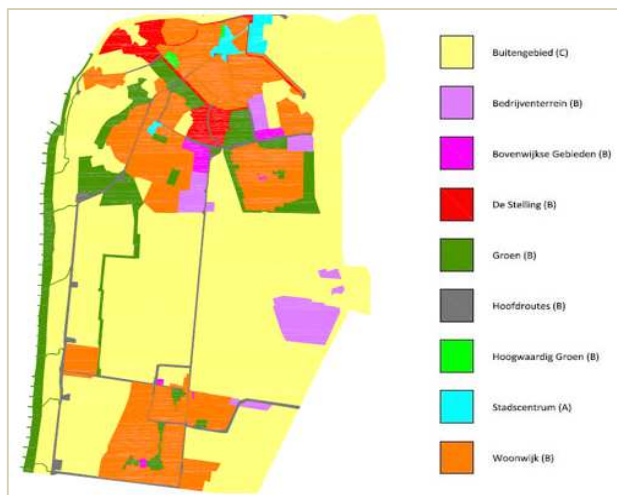 Buitengebied (C)
Bedrijventerrein (B)
Bovenwijkse Gebieden (B)
De Stelling (B)
Groen (B)
Hoofdroutes (B)
Hoogwaardig Groen (B)
Stadscentrum (A)
Woonwijk (B)